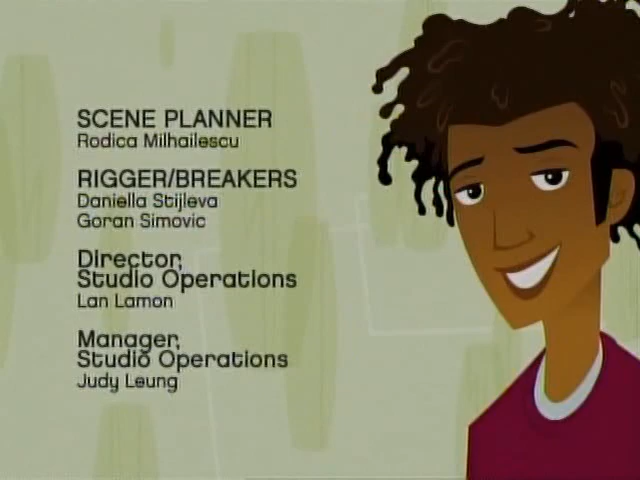 SCENE PLANNER
Rodica Milhailescu
RIGGER/BREAKERS
Daniella Stijleva
Goran Simovic
Director,
Studio Operations
Lan Lamon
Manager,
Studio Operations
Judy Leung